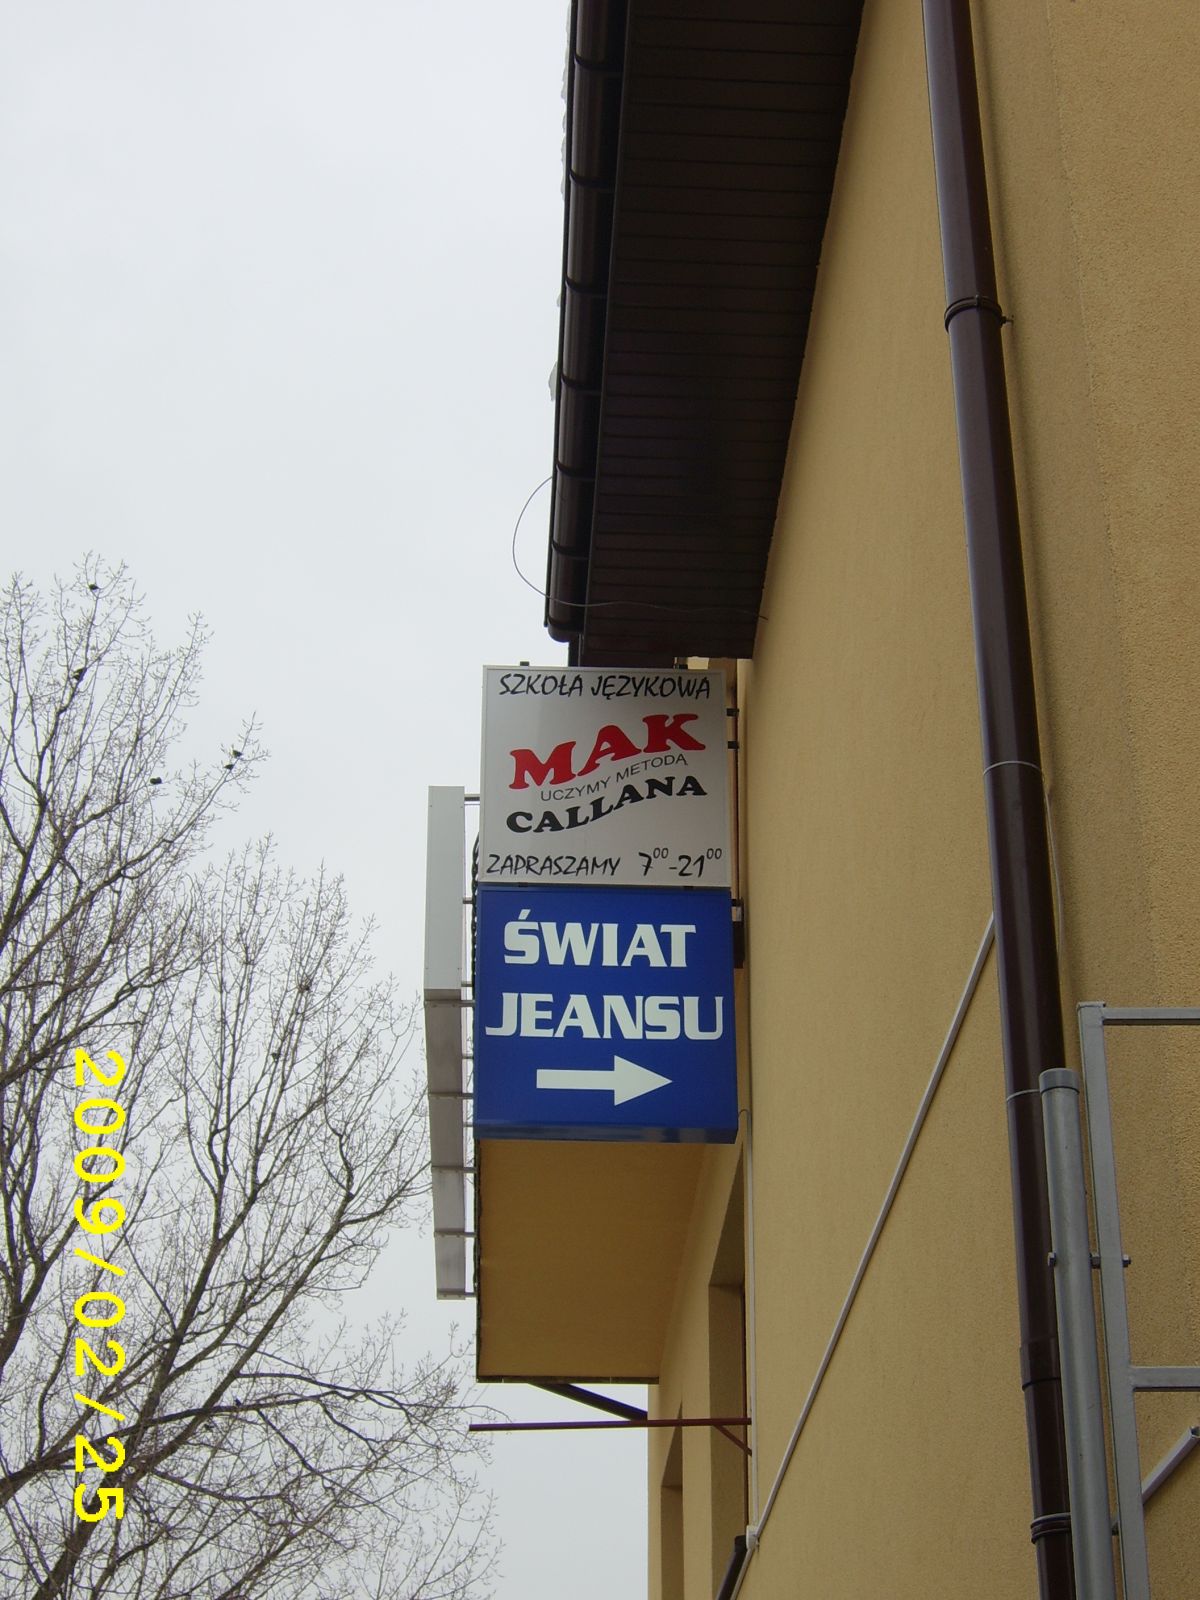 SZKOŁA JĘZYKOWA
MAK
UCZYMY METODĄ
CALLANA
ZAPRASZAMY 7⁰⁰-21⁰⁰
ŚWIAT
JEANSU
2009/02/25